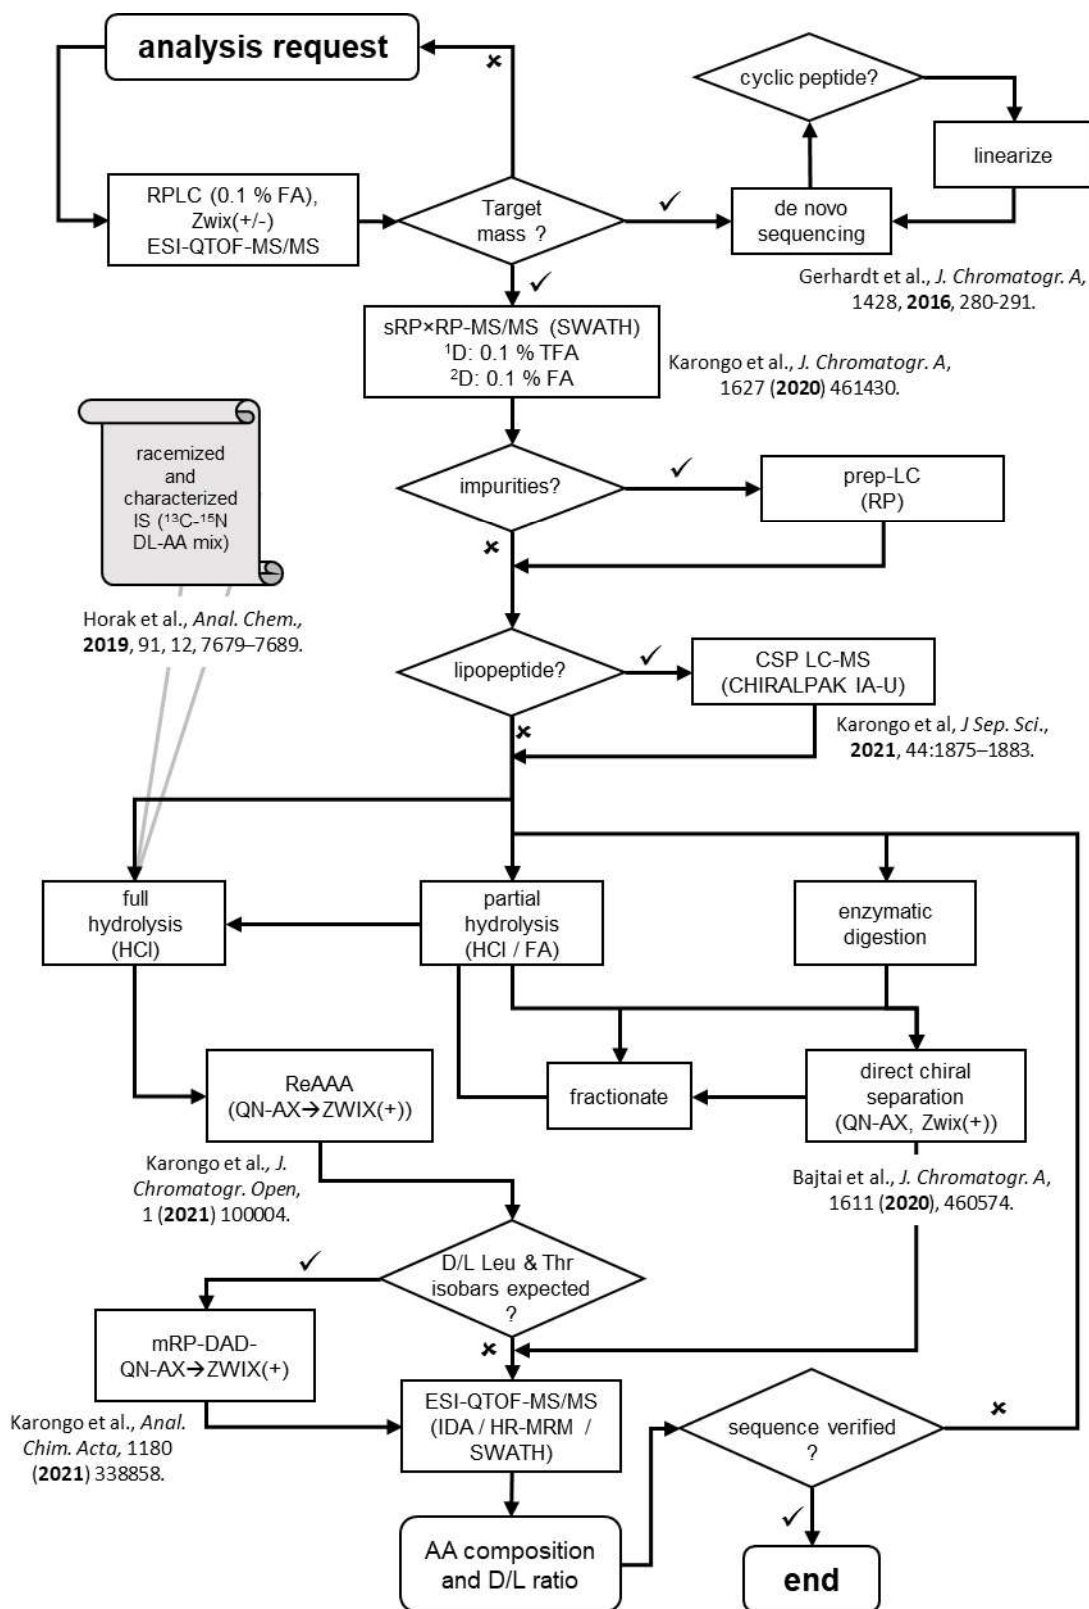 analysis request
cyclic peptide?
linearize
RPLC (0.1 % FA),
Zwix(+/-)
ESI-QTOF-MS/MS
Target
mass ?
de novo
sequencing
Gerhardt et al., J. Chromatogr. A,
1428, 2016, 280-291.
sRP×RP-MS/MS (SWATH)
¹D: 0.1 % TFA
²D: 0.1 % FA
Karongo et al., J. Chromatogr. A,
1627 (2020) 461430.
racemized
and
characterized
IS (¹³C-¹⁵N
DL-AA mix)
impurities?
prep-LC
(RP)
Horak et al., Anal. Chem.,
2019, 91, 12, 7679–7689.
lipopeptide?
CSP LC-MS
(CHIRALPAK IA-U)
Karongo et al, J Sep. Sci.,
2021, 44:1875–1883.
full
hydrolysis
(HCl)
partial
hydrolysis
(HCl / FA)
enzymatic
digestion
ReAAA
(QN-AX→ZWIX(+))
fractionate
direct chiral
separation
(QN-AX, Zwix(+))
Karongo et al., J.
Chromatogr. Open,
1 (2021) 100004.
Bajtai et al., J. Chromatogr. A,
1611 (2020), 460574.
D/L Leu & Thr
isobars expected
?
mRP-DAD-
QN-AX→ZWIX(+)
Karongo et al., Anal.
Chim. Acta, 1180
(2021) 338858.
ESI-QTOF-MS/MS
(IDA / HR-MRM /
SWATH)
sequence verified
?
AA composition
and D/L ratio
end